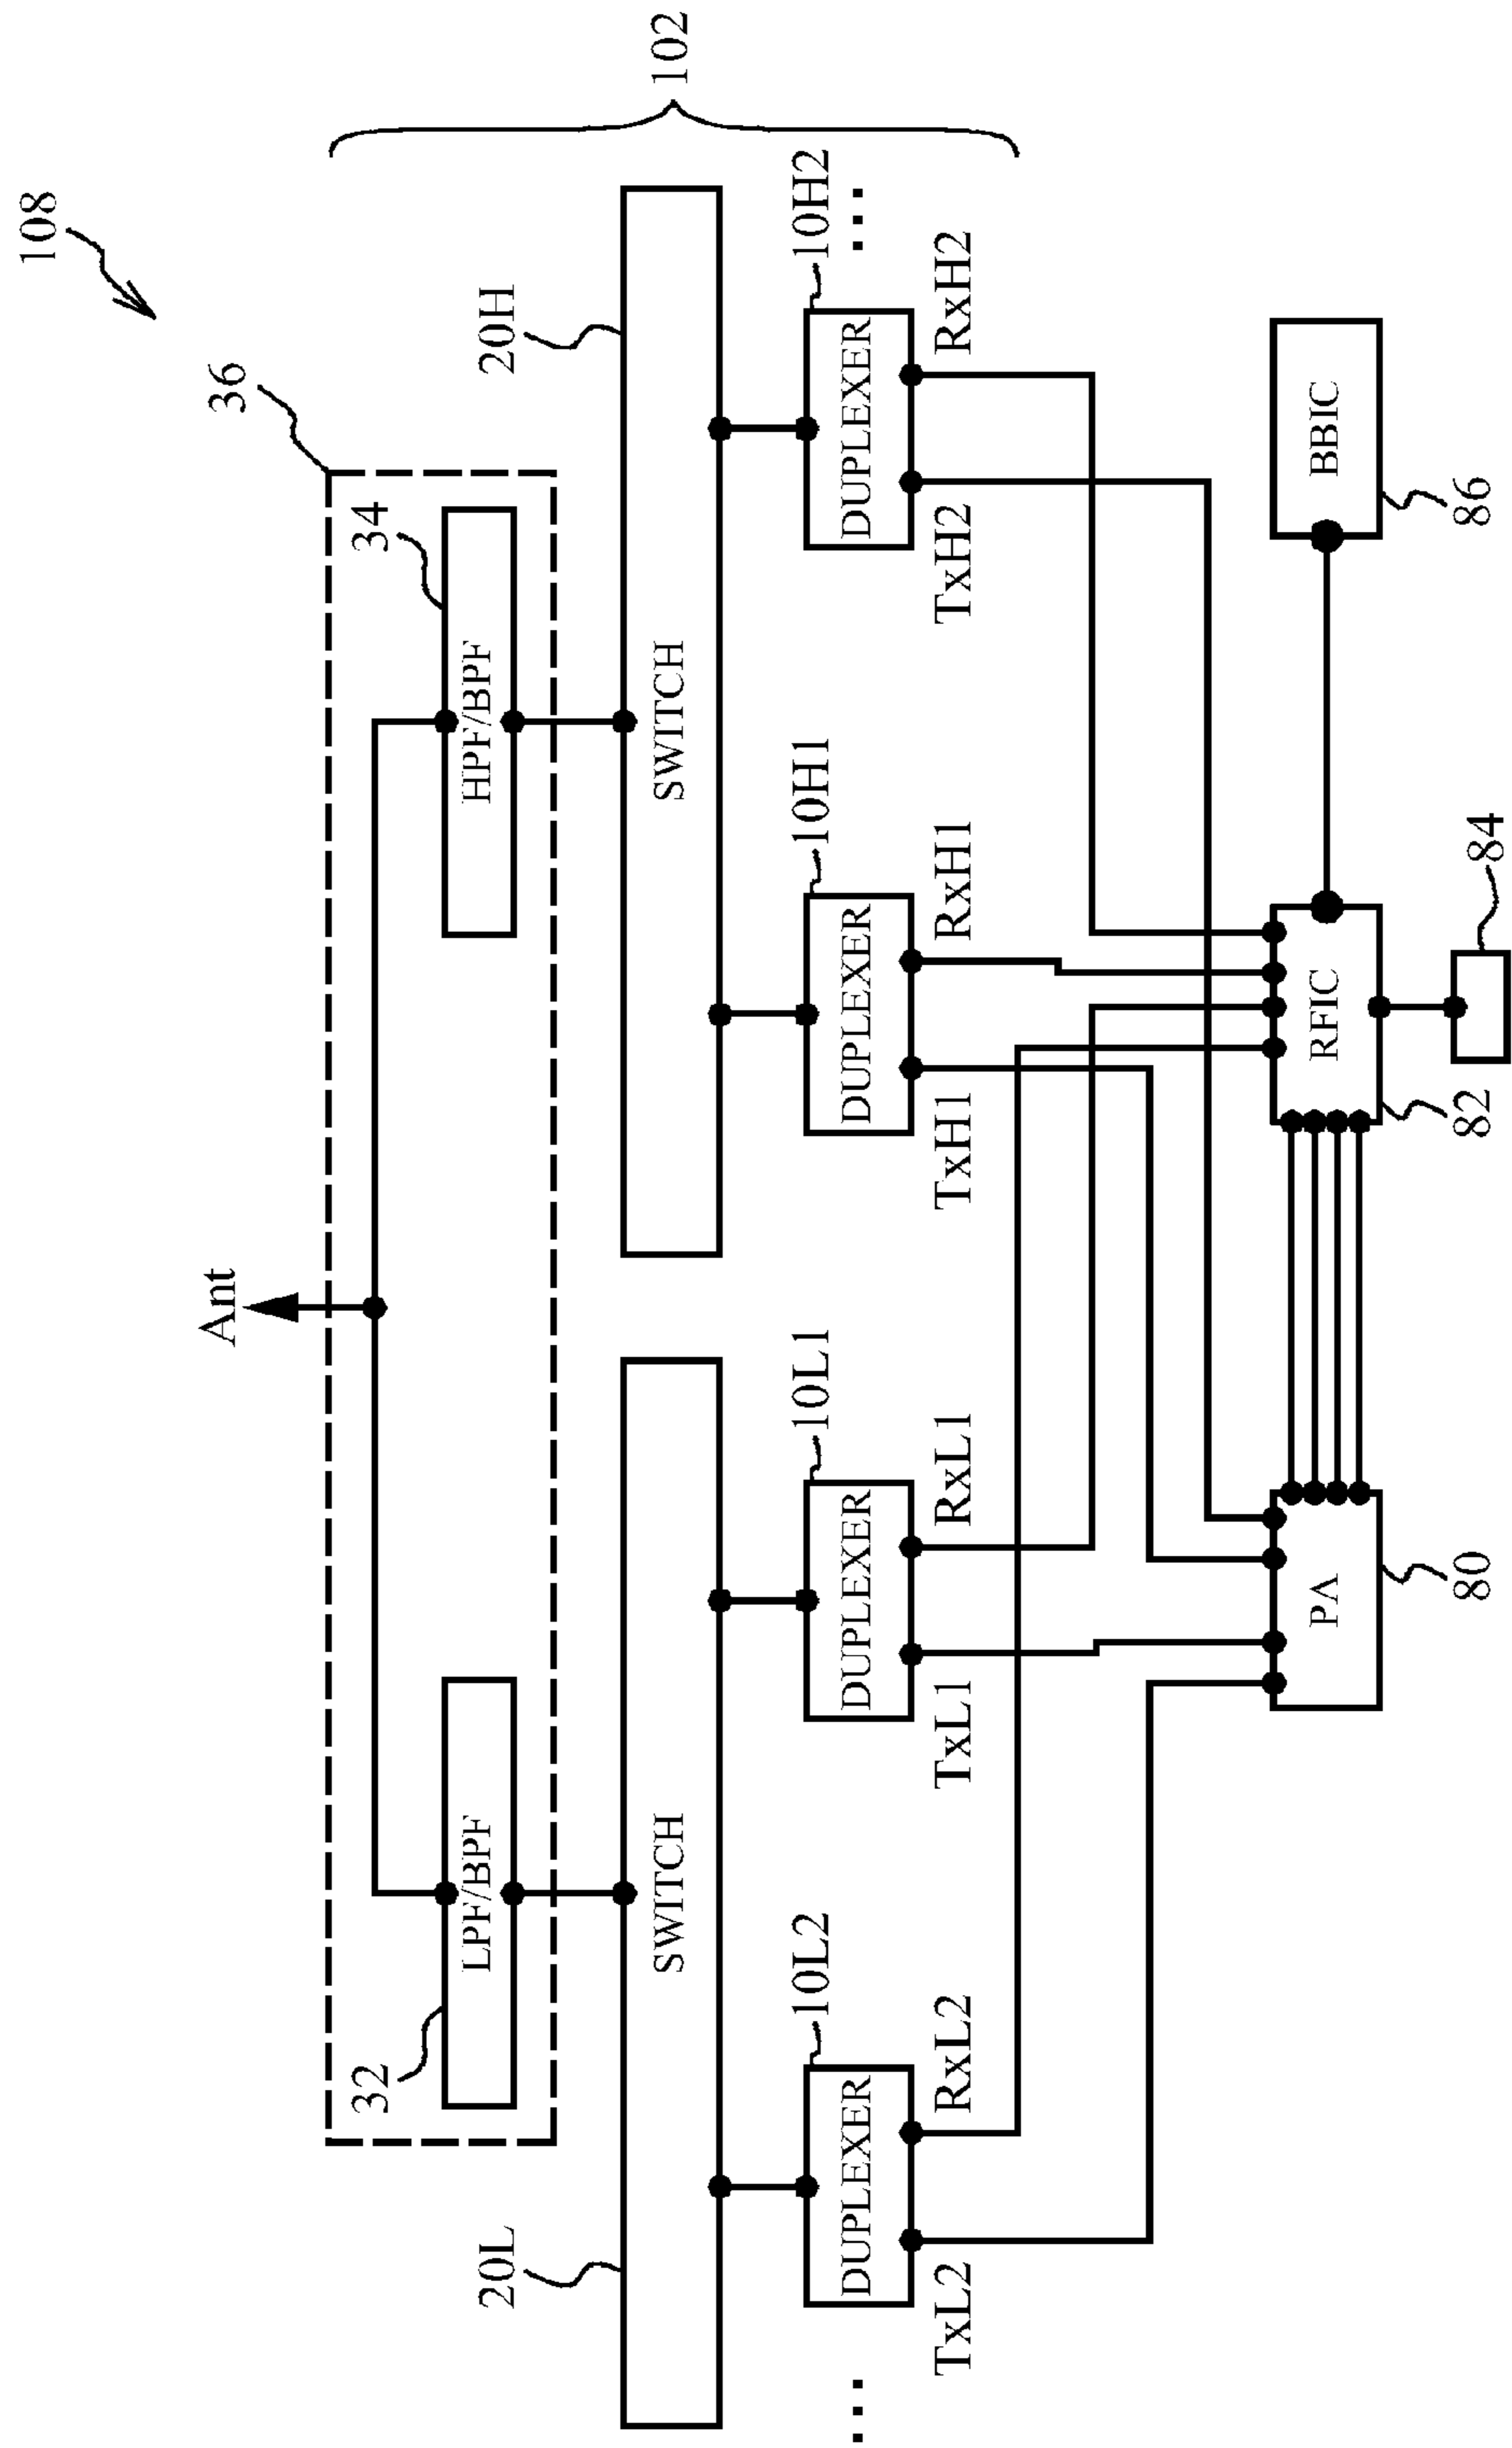 108
Ant
36
102
32
34
LPF/BPF
HPF/BPF
20L
20H
SWITCH
SWITCH
10L2
10L1
10H1
10H2
... DUPLEXER
DUPLEXER
DUPLEXER
DUPLEXER ...
TxL2
RxL2
TxL1
RxL1
TxH1
RxH1
TxH2
RxH2
PA
RFIC
BBIC
80
82
84
86